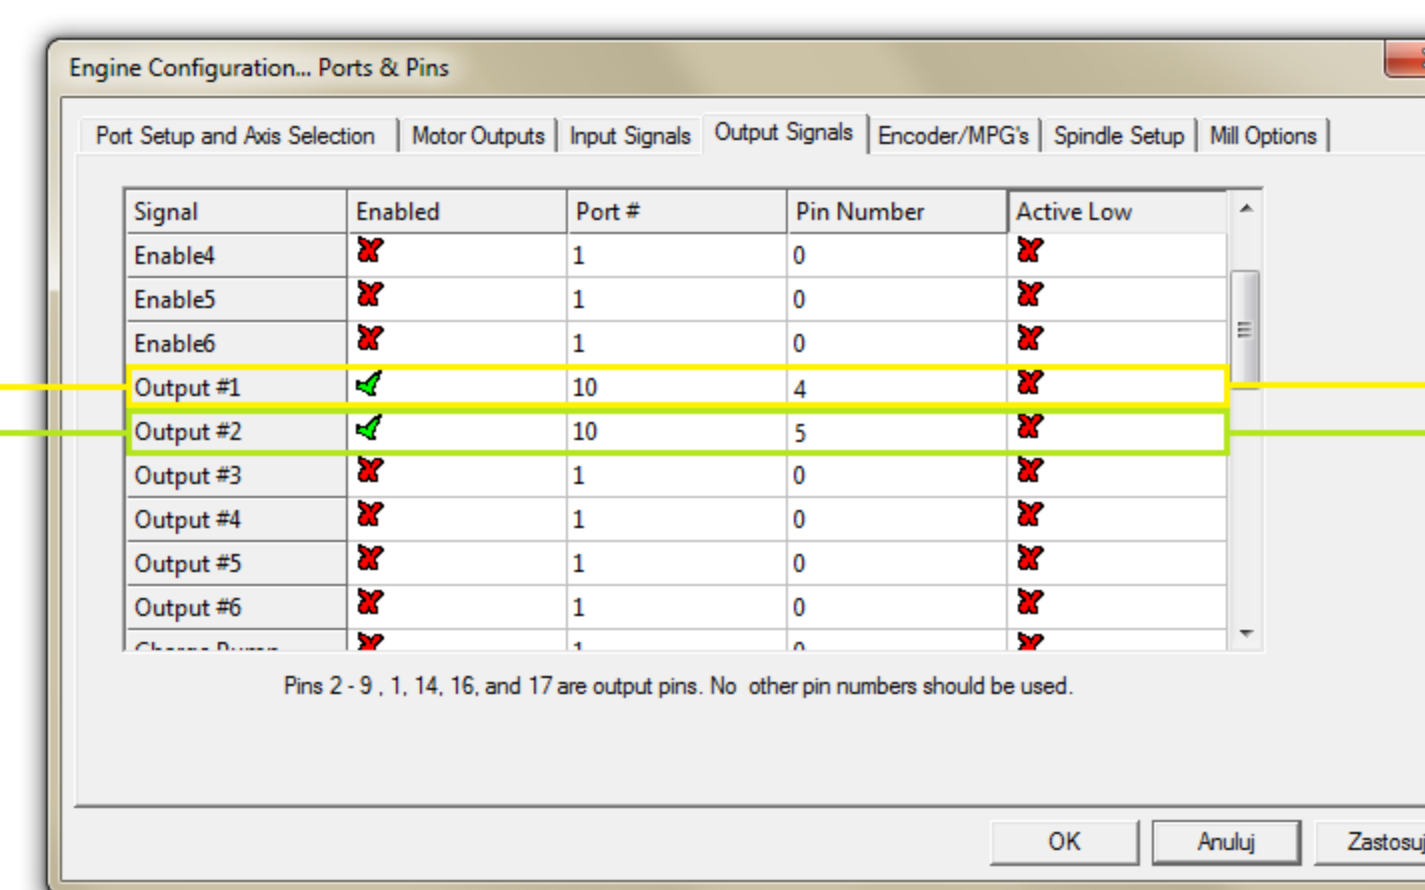 Engine Configuration... Ports & Pins
Port Setup and Axis Selection Motor Outputs Input Signals Output Signals Encoder/MPG's Spindle Setup Mill Options
Signal Enabled Port # Pin Number Active Low
Enable4 1 0
Enable5 1 0
Enable6 1 0
Output #1 10 4
Output #2 10 5
Output #3 1 0
Output #4 1 0
Output #5 1 0
Output #6 1 0
Pins 2 - 9 , 1, 14, 16, and 17 are output pins. No other pin numbers should be used.
OK Anuluj Zastosuj